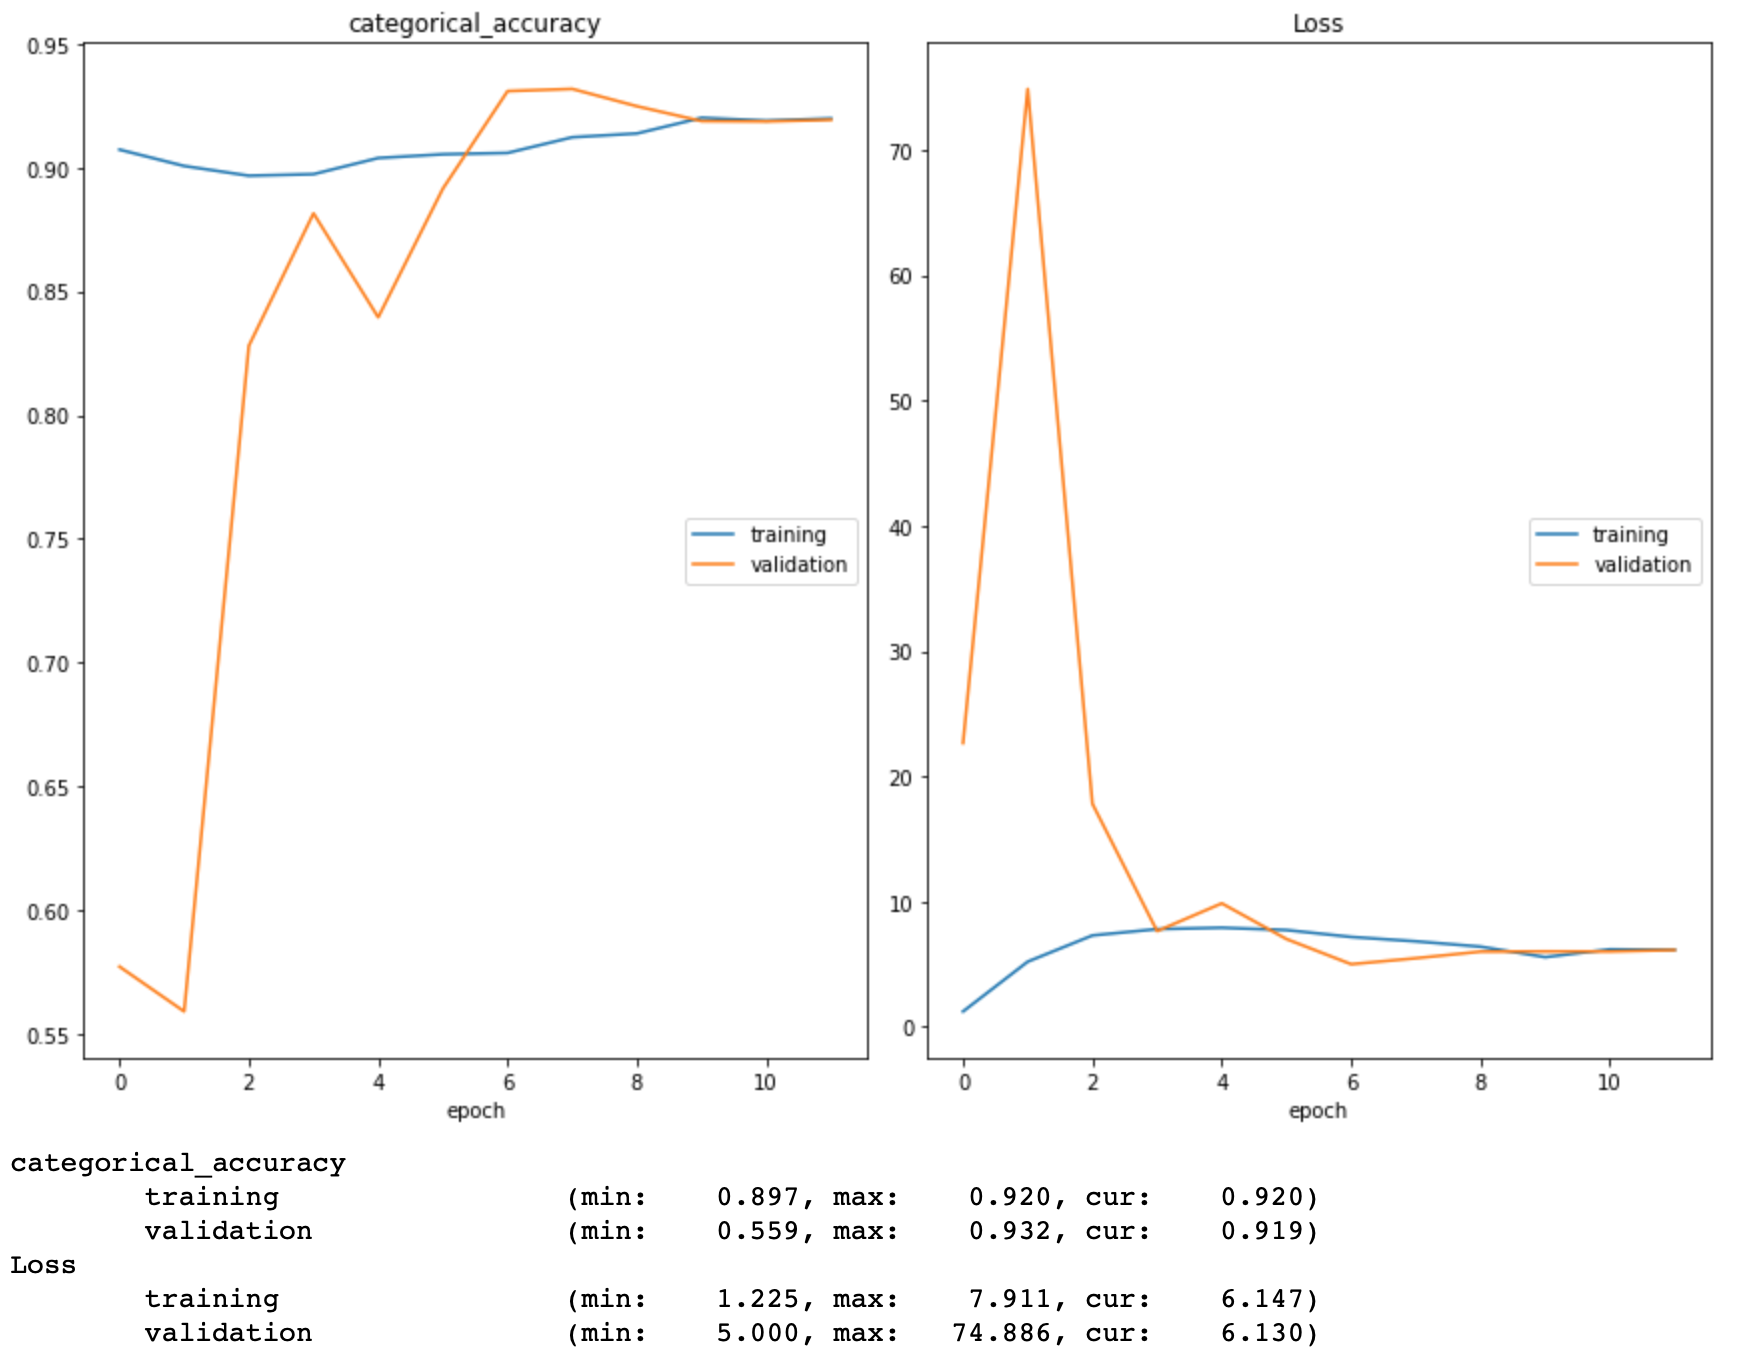 categorical_accuracy
0.95
0.90
0.85
0.80
0.75
0.70
0.65
0.60
0.55
0 2 4 6 8 10
epoch
training
validation
Loss
70
60
50
40
30
20
10
0
0 2 4 6 8 10
epoch
training
validation
categorical_accuracy
training (min: 0.897, max: 0.920, cur: 0.920)
validation (min: 0.559, max: 0.932, cur: 0.919)
Loss
training (min: 1.225, max: 7.911, cur: 6.147)
validation (min: 5.000, max: 74.886, cur: 6.130)